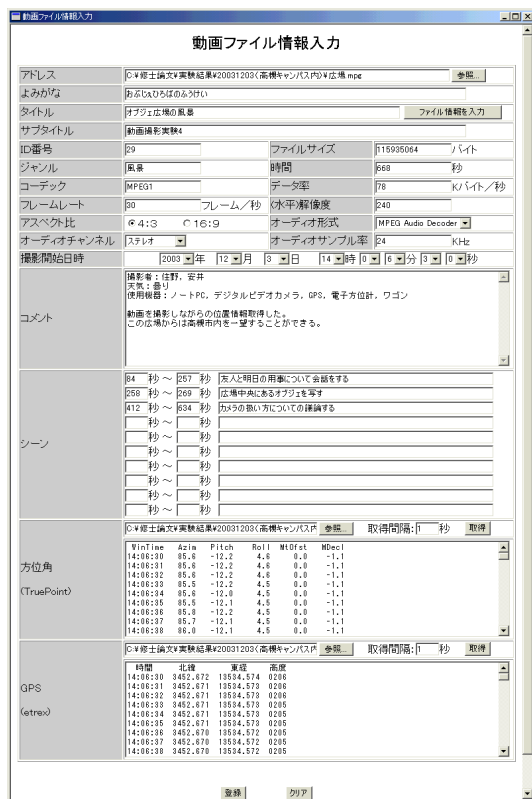 動画ファイル情報入力
動画ファイル情報入力
アドレス C:¥修士論文¥実験結果¥20031203(高槻キャンパス内)¥広場.mpg 参照...
よみがな おぶじぇひろばのふうけい
タイトル オブジェ広場の風景 ファイル情報を入力
サブタイトル 動画撮影実験4
ID番号 29 ファイルサイズ 115935064 バイト
ジャンル 風景 時間 668 秒
コーデック MPEG1 データ率 78 Kバイト/秒
フレームレート 30 フレーム/秒 (水平)解像度 240
アスペクト比 4:3 16:9 オーディオ形式 MPEG Audio Decoder
オーディオチャンネル ステレオ オーディオサンプル率 24 KHz
撮影開始日時 2003 年 12 月 3 日 14 時 0 6 分 3 0 秒
コメント
撮影者:住野,安井
天気:曇り
使用機器:ノートPC,デジタルビデオカメラ,GPS,電子方位計,ワゴン
動画を撮影しながらの位置情報取得した。
この広場からは高槻市内を一望することができる。
シーン
84 秒~ 257 秒 友人と明日の用事について会話をする
258 秒~ 269 秒 広場中央にあるオブジェを写す
412 秒~ 634 秒 カメラの扱い方についての議論する
秒~ 秒
秒~ 秒
秒~ 秒
秒~ 秒
秒~ 秒
秒~ 秒
秒~ 秒
方位角
(TruePoint)
C:¥修士論文¥実験結果¥20031203(高槻キャンパス内 参照... 取得間隔:1 秒 取得
WinTime Azim Pitch Roll MtOfst MDecl
14:06:30 85.6 -12.2 4.6 0.0 -1.1
14:06:31 85.6 -12.2 4.6 0.0 -1.1
14:06:32 85.6 -12.2 4.6 0.0 -1.1
14:06:33 85.5 -12.2 4.5 0.0 -1.1
14:06:34 85.6 -12.0 4.5 0.0 -1.1
14:06:35 85.5 -12.1 4.5 0.0 -1.1
14:06:36 85.8 -12.2 4.5 0.0 -1.1
14:06:37 85.7 -12.1 4.5 0.0 -1.1
14:06:38 86.0 -12.1 4.5 0.0 -1.1
GPS
(etrex)
C:¥修士論文¥実験結果¥20031203(高槻キャンパス内 参照... 取得間隔:1 秒 取得
時間 北緯 東経 高度
14:06:30 3452.672 13534.574 0206
14:06:31 3452.671 13534.573 0206
14:06:32 3452.671 13534.573 0206
14:06:33 3452.671 13534.573 0205
14:06:34 3452.671 13534.573 0205
14:06:35 3452.671 13534.573 0205
14:06:36 3452.670 13534.572 0205
14:06:37 3452.670 13534.572 0205
14:06:38 3452.670 13534.572 0205
登録 クリア